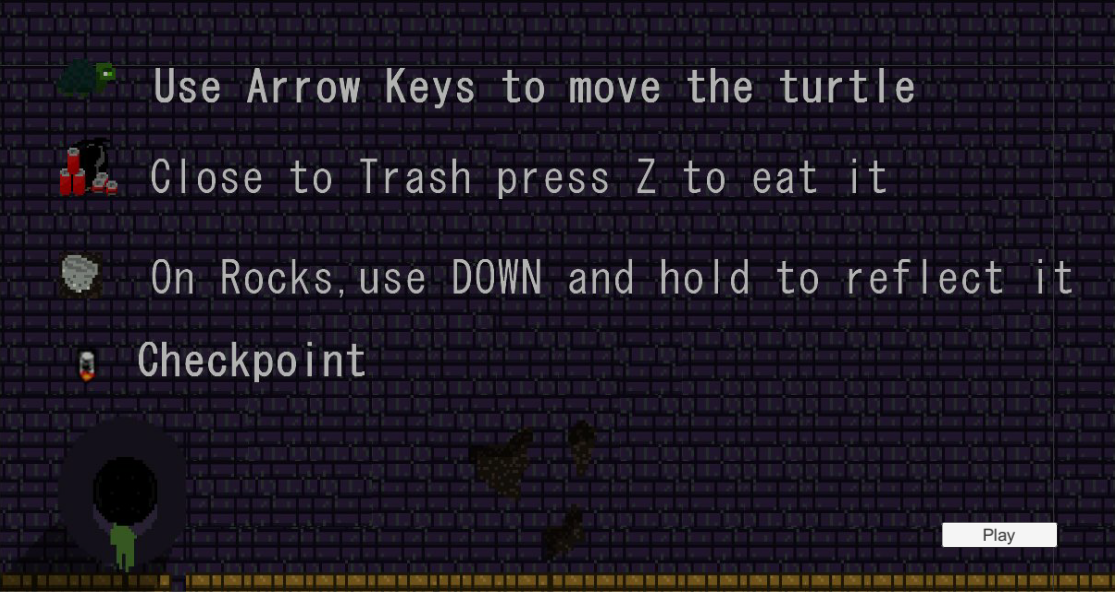 Use Arrow Keys to move the turtle
Close to Trash press Z to eat it
On Rocks,use DOWN and hold to reflect it
Checkpoint
Play